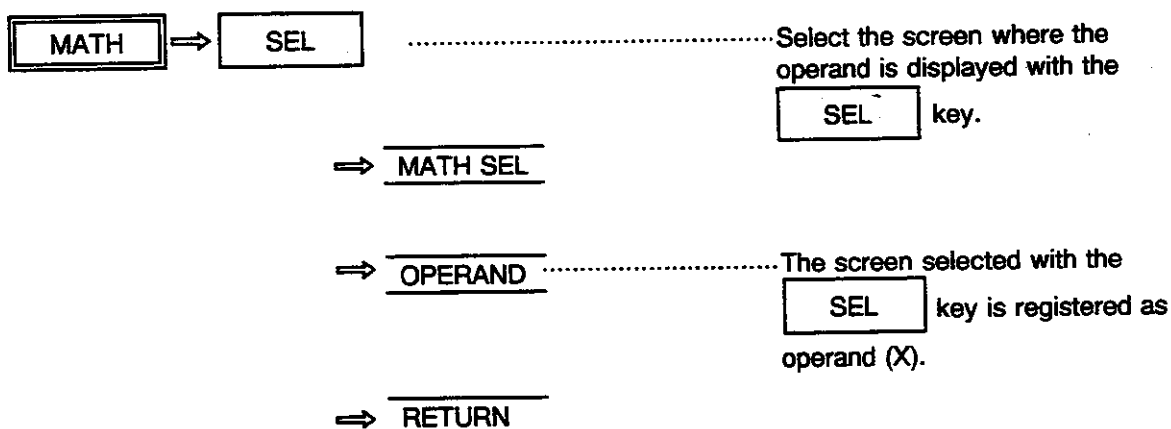 MATH ⇒ SEL ........................ Select the screen where the
operand is displayed with the
SEL key.
⇒ MATH SEL
⇒ OPERAND ........................ The screen selected with the
SEL key is registered as
operand (X).
⇒ RETURN